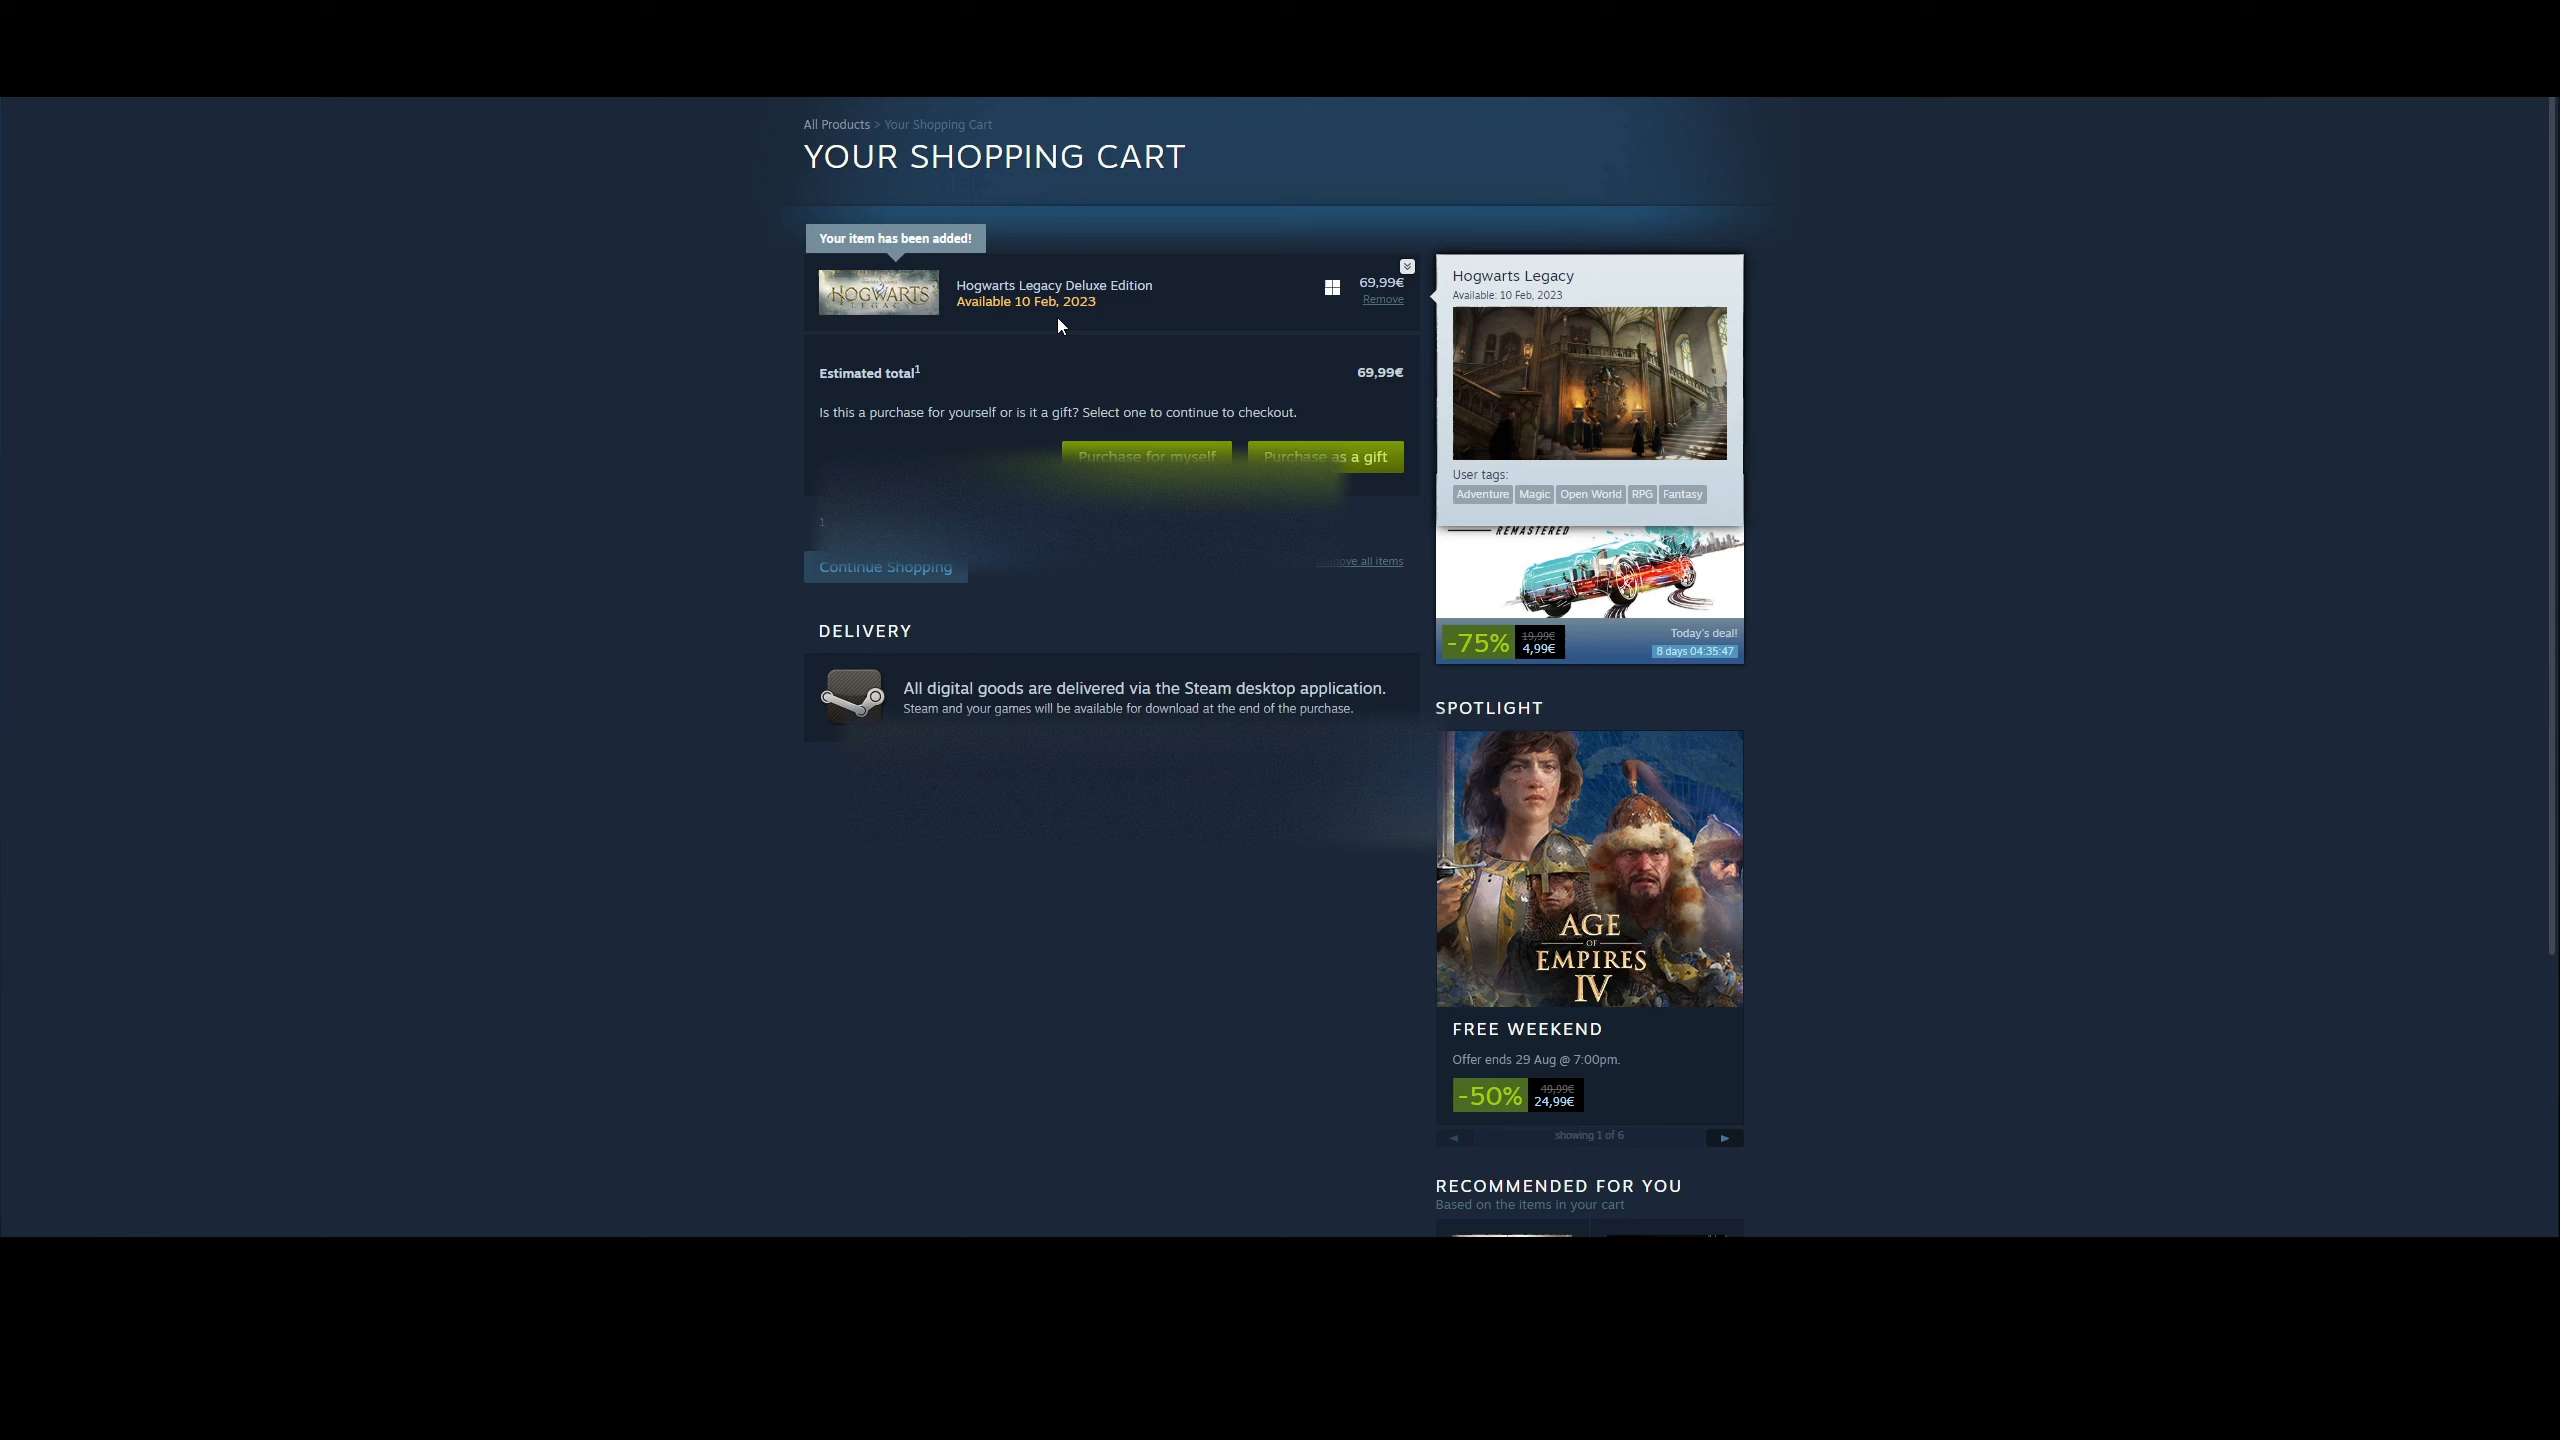 All Products > Your Shopping Cart
YOUR SHOPPING CART
Your item has been added!
HOGWARTS
LEGACY
Hogwarts Legacy Deluxe Edition
Available 10 Feb, 2023
69,99€
Remove
Estimated total1
69,99€
Is this a purchase for yourself or is it a gift? Select one to continue to checkout.
Purchase for myself
Purchase as a gift
1
Continue Shopping
all items
DELIVERY
All digital goods are delivered via the Steam desktop application.
Steam and your games will be available for download at the end of the purchase.
Hogwarts Legacy
Available: 10 Feb, 2023
User tags:
Adventure Magic Open World RPG Fantasy
REMASTERED
-75% 19,99€
4,99€
Today's deal!
8 days 04:35:47
SPOTLIGHT
AGE
OF
EMPIRES
IV
FREE WEEKEND
Offer ends 29 Aug @ 7:00pm.
-50% 49,99€
24,99€
showing 1 of 6
RECOMMENDED FOR YOU
Based on the items in your cart